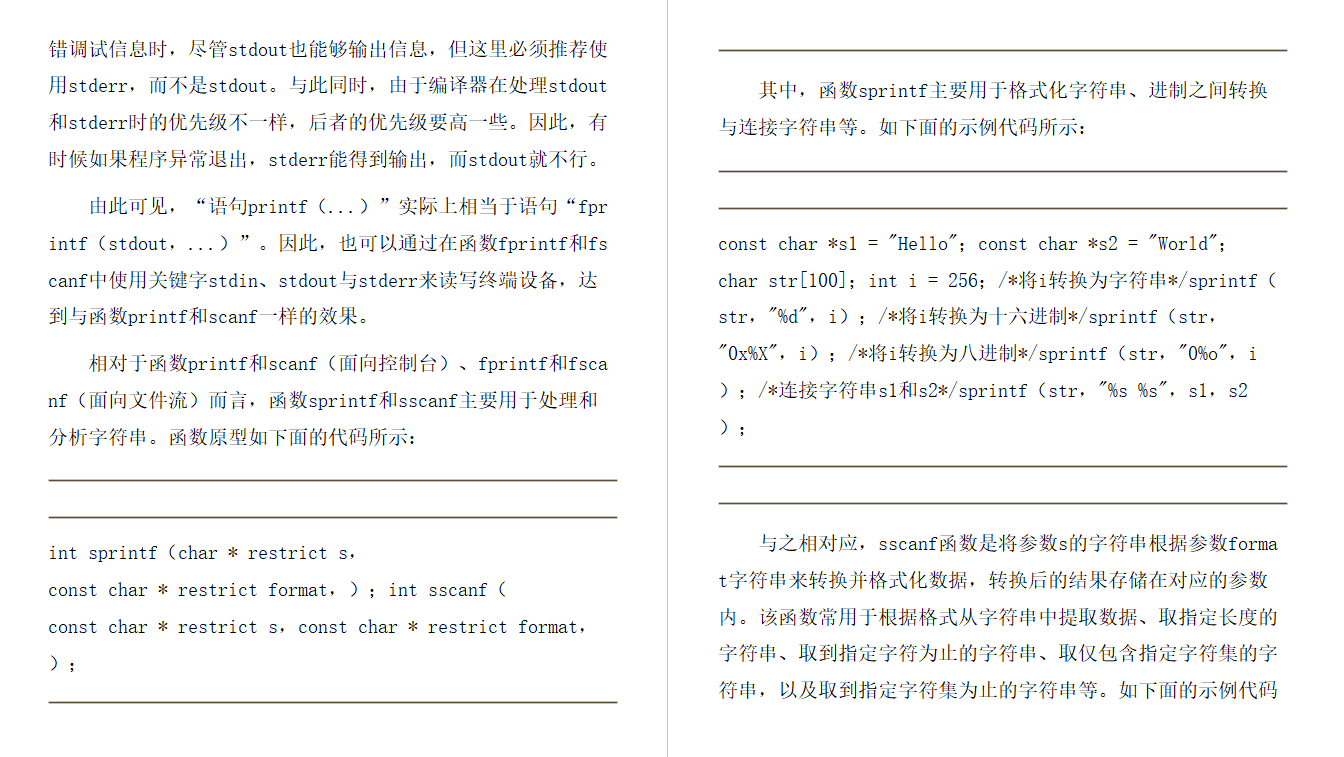 错调试信息时，尽管stdout也能够输出信息，但这里必须推荐使
用stderr，而不是stdout。与此同时，由于编译器在处理stdout
和stderr时的优先级不一样，后者的优先级要高一些。因此，有
时候如果程序异常退出，stderr能得到输出，而stdout就不行。
由此可见，“语句printf（...）”实际上相当于语句“fpr
intf（stdout，...）”。因此，也可以通过在函数fprintf和fs
canf中使用关键字stdin、stdout与stderr来读写终端设备，达
到与函数printf和scanf一样的效果。
相对于函数printf和scanf（面向控制台）、fprintf和fsca
nf（面向文件流）而言，函数sprintf和sscanf主要用于处理和
分析字符串。函数原型如下面的代码所示：
int sprintf（char * restrict s，
const char * restrict format，）；int sscanf（
const char * restrict s，const char * restrict format，
）；
其中，函数sprintf主要用于格式化字符串、进制之间转换
与连接字符串等。如下面的示例代码所示：
const char *s1 = "Hello"；const char *s2 = "World"；
char str[100]；int i = 256；/*将i转换为字符串*/sprintf（
str，"%d"，i）；/*将i转换为十六进制*/sprintf（str，
"0x%X"，i）；/*将i转换为八进制*/sprintf（str，"0%o"，i
）；/*连接字符串s1和s2*/sprintf（str，"%s %s"，s1，s2
）；
与之相对应，sscanf函数是将参数s的字符串根据参数forma
t字符串来转换并格式化数据，转换后的结果存储在对应的参数
内。该函数常用于根据格式从字符串中提取数据、取指定长度的
字符串、取到指定字符为止的字符串、取仅包含指定字符集的字
符串，以及取到指定字符集为止的字符串等。如下面的示例代码